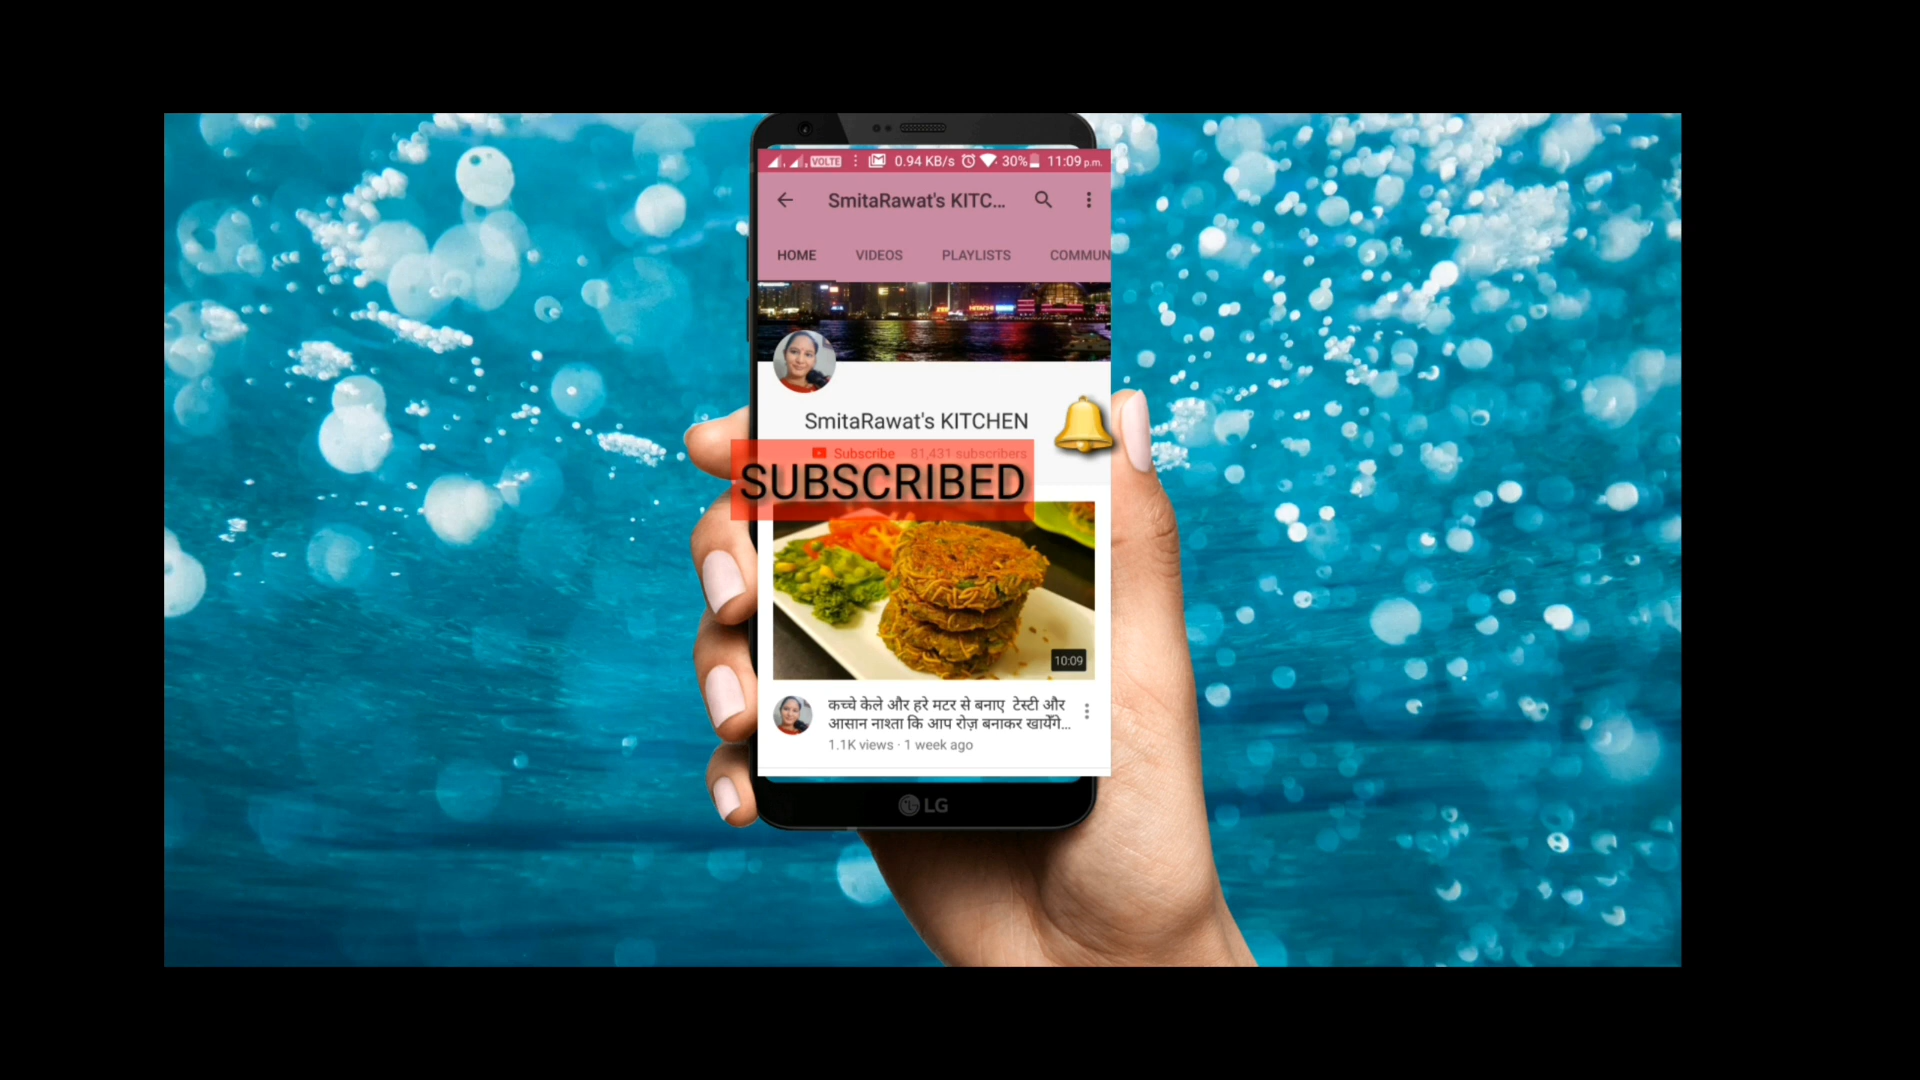 VOLTE 0.94 KB/s 30% 11:09 p.m.
SmitaRawat's KITC...
HOME VIDEOS PLAYLISTS COMMUN
HITACHI
SmitaRawat's KITCHEN
Subscribe 81,431 subscribers
SUBSCRIBED
10:09
कच्चे केले और हरे मटर से बनाए टेस्टी और
आसान नाश्ता कि आप रोज़ बनाकर खायेँगे...
1.1K views · 1 week ago
LG